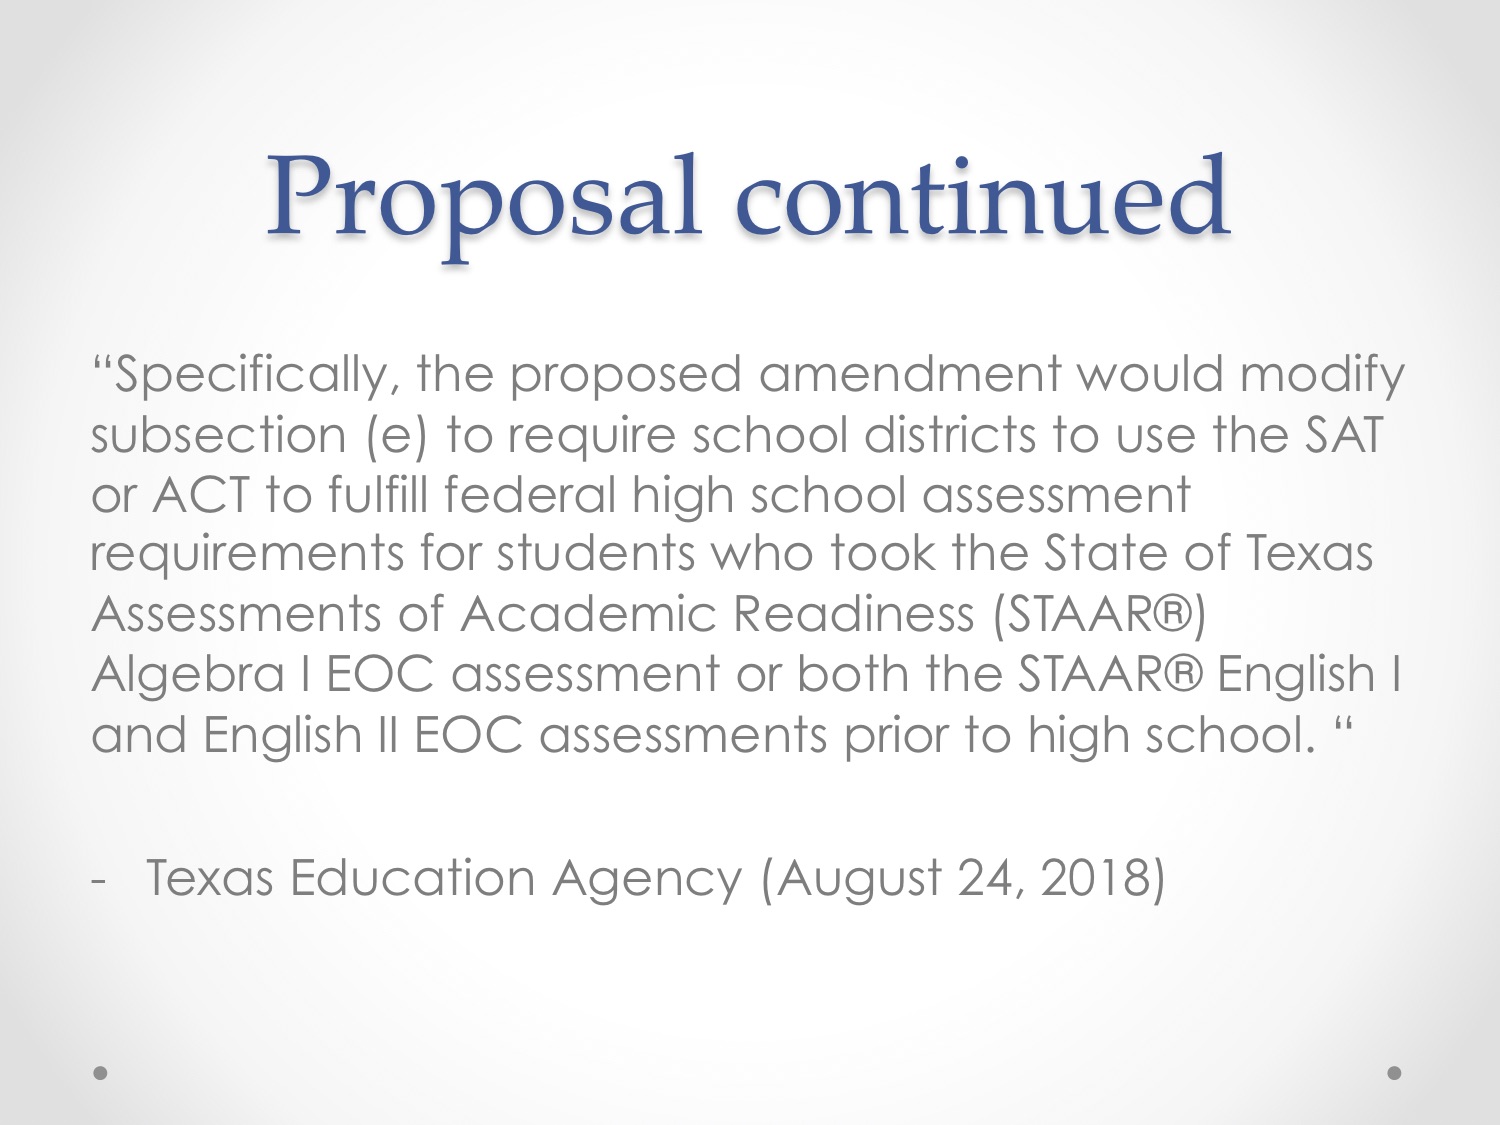 Proposal continued
“Specifically, the proposed amendment would modify
subsection (e) to require school districts to use the SAT
or ACT to fulfill federal high school assessment
requirements for students who took the State of Texas
Assessments of Academic Readiness (STAAR®)
Algebra I EOC assessment or both the STAAR® English I
and English II EOC assessments prior to high school. “
- Texas Education Agency (August 24, 2018)